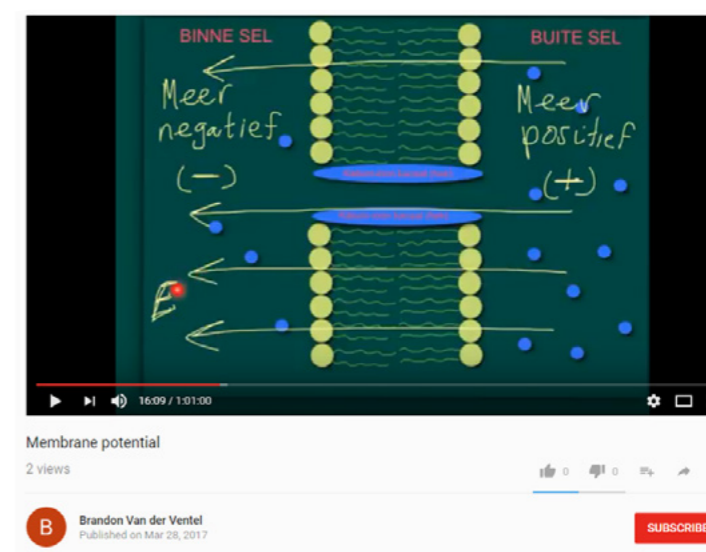 BINNE SEL
BUITE SEL
Meer
negatief
(-)
Meer
positief
(+)
E
16:09 / 1:01:00
Membrane potential
2 views
0
0
B
Brandon Van der Ventel
Published on Mar 28, 2017
SUBSCRIBE